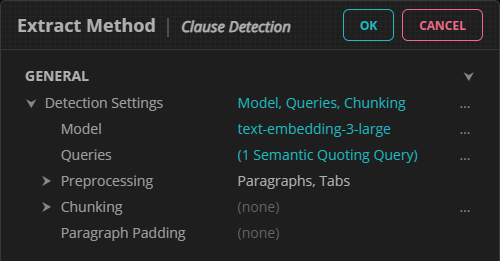 Extract Method | Clause Detection OK CANCEL
GENERAL
Detection Settings Model, Queries, Chunking ...
Model text-embedding-3-large ...
Queries (1 Semantic Quoting Query) ...
Preprocessing Paragraphs, Tabs
Chunking (none) ...
Paragraph Padding (none)